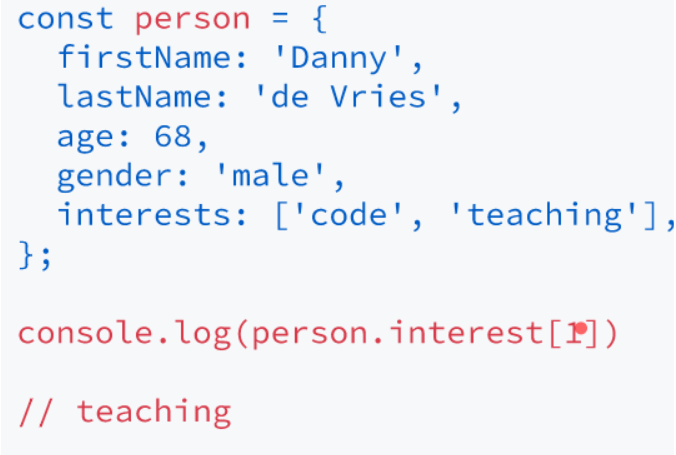 const person = {
  firstName: 'Danny',
  lastName: 'de Vries',
  age: 68,
  gender: 'male',
  interests: ['code', 'teaching'],
};
console.log(person.interest[1])
// teaching